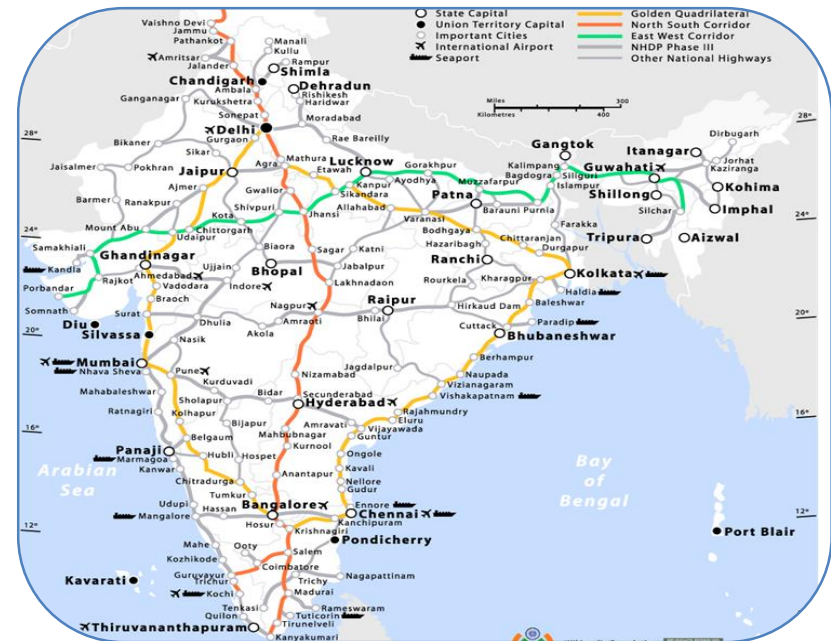 State Capital
Union Territory Capital
Important Cities
International Airport
Seaport
Golden Quadrilateral
North South Corridor
East West Corridor
NHDP Phase III
Other National Highways
Miles
Kilometres
300
400
Vaishno Devi
Jammu
Pathankot
Amritsar
Jalander
Manali
Kullu
Rampur
Shimla
Chandigarh
Dehradun
Ambala
Rishikesh
Haridwar
Ganganagar
Kurukshetra
Sonepat
Moradabad
28°
28°
Delhi
Gurgaon
Rae Bareilly
Bikaner
Sikar
Mathura
Lucknow
Gorakhpur
Gangtok
Itanagar
Dirbugarh
Jaisalmer
Pokhran
Jaipur
Agra
Etawah
Kalimpang
Bagdogra
Siliguri
Guwahati
Jorhat
Kaziranga
Ajmer
Gwalior
Kanpur
Sikandara
Ayodhya
Muzzafarpur
Islampur
Kohima
Barmer
Ranakpur
Shivpuri
Jhansi
Allahabad
Patna
Barauni
Purnia
Shillong
Silchar
Imphal
Kota
Varanasi
24°
24°
Mount Abu
Chittorgarh
Udaipur
Bodhgaya
Farakka
Samakhiali
Biaora
Sagar
Katni
Hazaribagh
Chittaranjan
Durgapur
Tripura
Aizwal
Ghandinagar
Kandla
Ahmedabad
Ujjain
Bhopal
Jabalpur
Ranchi
Kolkata
Porbandar
Rajkot
Vadodara
Indore
Lakhnadaon
Rourkela
Kharagpur
Haldia
Braoch
Nagpur
Raipur
Baleshwar
Somnath
Surat
Hirkaud Dam
20°
20°
Diu
Dhulia
Amraoti
Bhilai
Cuttack
Paradip
Silvassa
Akola
Bhubaneshwar
Nasik
Mumbai
Berhampur
Nhava Sheva
Pune
Jagdalpur
Nizamabad
Naupada
Kurduvadi
Vizianagaram
Mahabaleshwar
Sholapur
Bidar
Secunderabad
Vishakapatnam
Ratnagiri
Hyderabad
Rajahmundry
16°
16°
Kolhapur
Bijapur
Amravati
Eluru
Vijayawada
Mahbubnagar
Guntur
Belgaum
Kurnool
Panaji
Marmagoa
Hubli
Hospet
Ongole
Arabian
Sea
Bay
of
Bengal
Kanwar
Anantapur
Kavali
Chitradurga
Nellore
Gudur
Tumkur
Udupi
Hassan
Bangalore
Ennore
Chennai
12°
12°
Mangalore
Hosur
Kanchipuram
Krishnagiri
Port Blair
Mahe
Ooty
Pondicherry
Kozhikode
Salem
Coimbatore
Kavarati
Guruvayur
Trichur
Trichy
Nagapattinam
Kochi
Madurai
Tenkasi
Rameswaram
Quilon
Tuticorin
Thiruvananthapuram
Tirunelveli
Kanyakumari